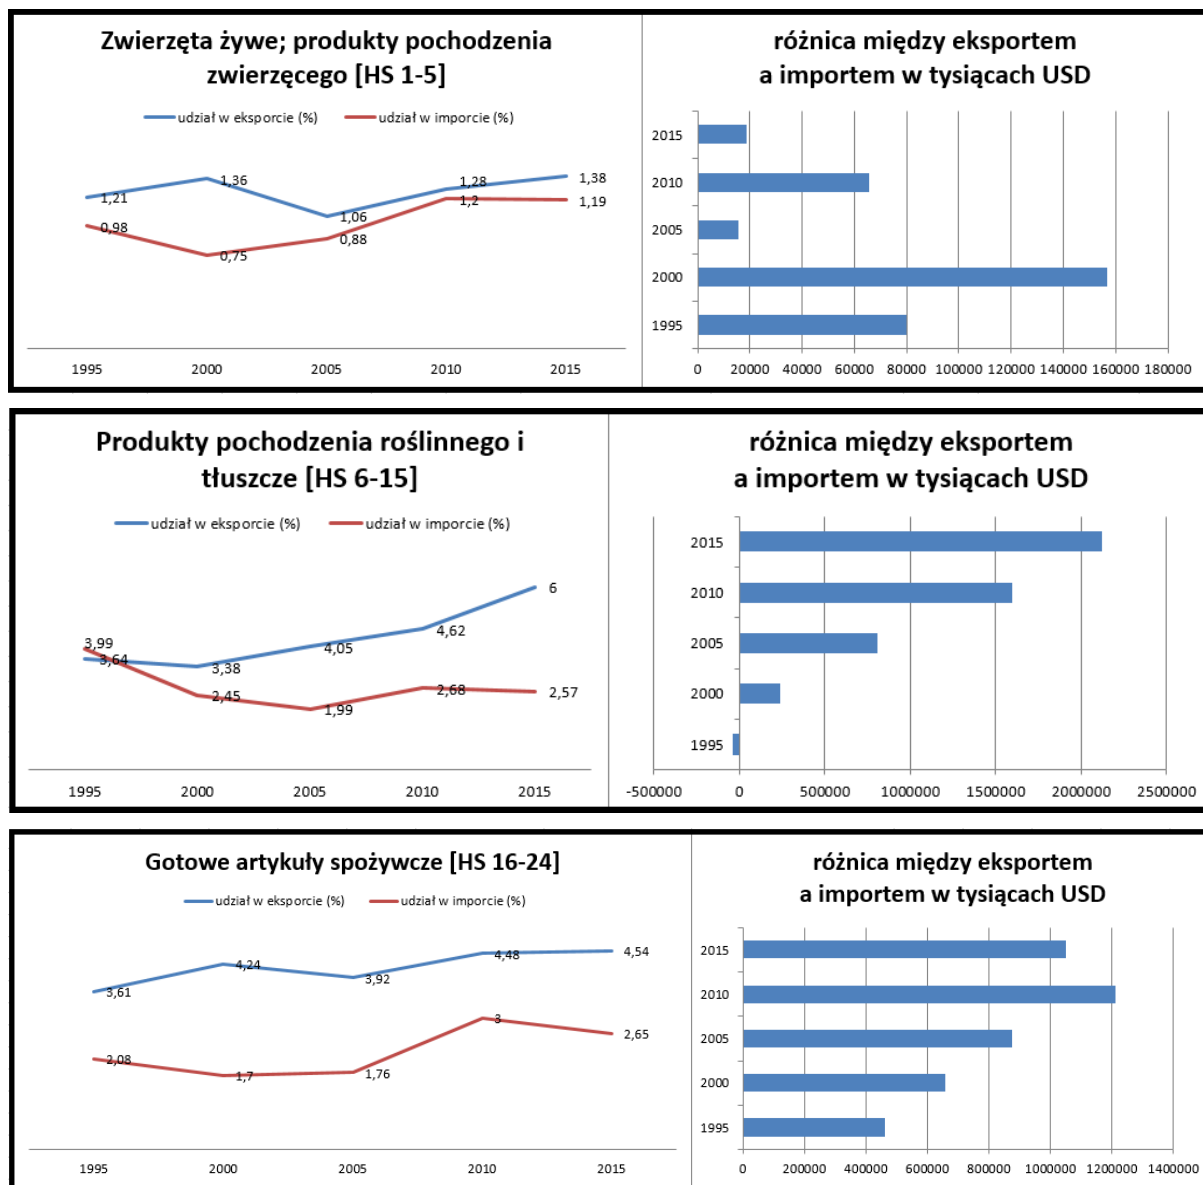 Zwierzęta żywe; produkty pochodzenia
zwierzęcego [HS 1-5]
udział w eksporcie (%) udział w imporcie (%)
1,21 1,36 1,06 1,28 1,38
0,98 0,75 0,88 1,2 1,19
1995 2000 2005 2010 2015
różnica między eksportem
a importem w tysiącach USD
2015
2010
2005
2000
1995
0 20000 40000 60000 80000 100000 120000 140000 160000 180000
Produkty pochodzenia roślinnego i
tłuszcze [HS 6-15]
udział w eksporcie (%) udział w imporcie (%)
3,64 3,38 4,05 4,62 6
3,99 2,45 1,99 2,68 2,57
1995 2000 2005 2010 2015
różnica między eksportem
a importem w tysiącach USD
2015
2010
2005
2000
1995
-500000 0 500000 1000000 1500000 2000000 2500000
Gotowe artykuły spożywcze [HS 16-24]
udział w eksporcie (%) udział w imporcie (%)
3,61 4,24 3,92 4,48 4,54
2,08 1,7 1,76 3 2,65
1995 2000 2005 2010 2015
różnica między eksportem
a importem w tysiącach USD
2015
2010
2005
2000
1995
0 200000 400000 600000 800000 1000000 1200000 1400000